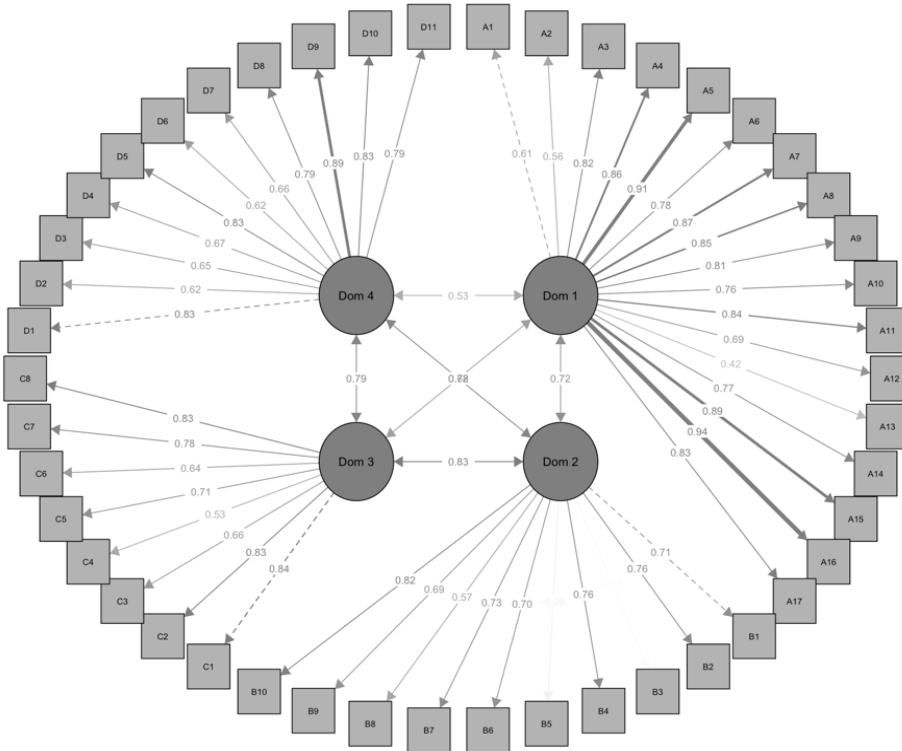 D11 A1
D10 A2
D9 A3
D8 A4
D7 A5
D6 A6
D5 A7
D4 A8
D3 A9
D2 A10
D1 A11
C8 A12
C7 A13
C6 A14
C5 A15
C4 A16
C3 A17
C2 B1
C1 B2
B10 B3
B9 B4
B8 B7 B6 B5
0.61 0.56 0.82 0.86 0.91 0.78 0.87 0.85 0.81 0.76 0.84 0.69 0.42 0.77 0.89 0.94 0.83
0.79 0.83 0.89 0.79 0.66 0.62 0.83 0.67 0.65 0.62 0.83
Dom 4 0.53 Dom 1
0.79 0.72
Dom 3 0.83 Dom 2
0.83 0.78 0.64 0.71 0.53 0.66 0.83 0.84
0.82 0.69 0.57 0.73 0.70 0.76 0.76 0.71